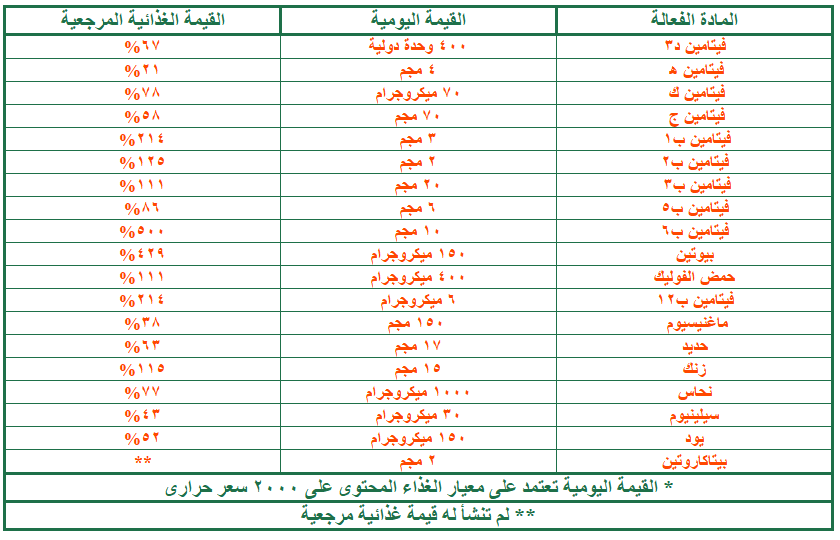 المادة الفعالة القيمة اليومية القيمة الغذائية المرجعية
فيتامين د٣ ٤٠٠ وحدة دولية ٦٧%
فيتامين ه ٤ مجم ٢١%
فيتامين ك ٧٠ ميكروجرام ٧٨%
فيتامين ج ٧٠ مجم ٥٨%
فيتامين ب١ ٣ مجم ٢١٤%
فيتامين ب٢ ٢ مجم ١٢٥%
فيتامين ب٣ ٢٠ مجم ١١١%
فيتامين ب٥ ٦ مجم ٨٦%
فيتامين ب٦ ١٠ مجم ٥٠٠%
بيوتين ١٥٠ ميكروجرام ٤٢٩%
حمض الفوليك ٤٠٠ ميكروجرام ١١١%
فيتامين ب١٢ ٦ ميكروجرام ٢١٤%
ماغنيسيوم ١٥٠ مجم ٣٨%
حديد ١٧ مجم ٦٣%
زنك ١٥ مجم ١١٥%
نحاس ١٠٠٠ ميكروجرام ٧٧%
سيلينيوم ٣٠ ميكروجرام ٤٣%
يود ١٥٠ ميكروجرام ٥٢%
بيتاكاروتين ٢ مجم **
* القيمة اليومية تعتمد على معيار الغذاء المحتوى على ٢٠٠٠ سعر حرارى
** لم تنشأ له قيمة غذائية مرجعية